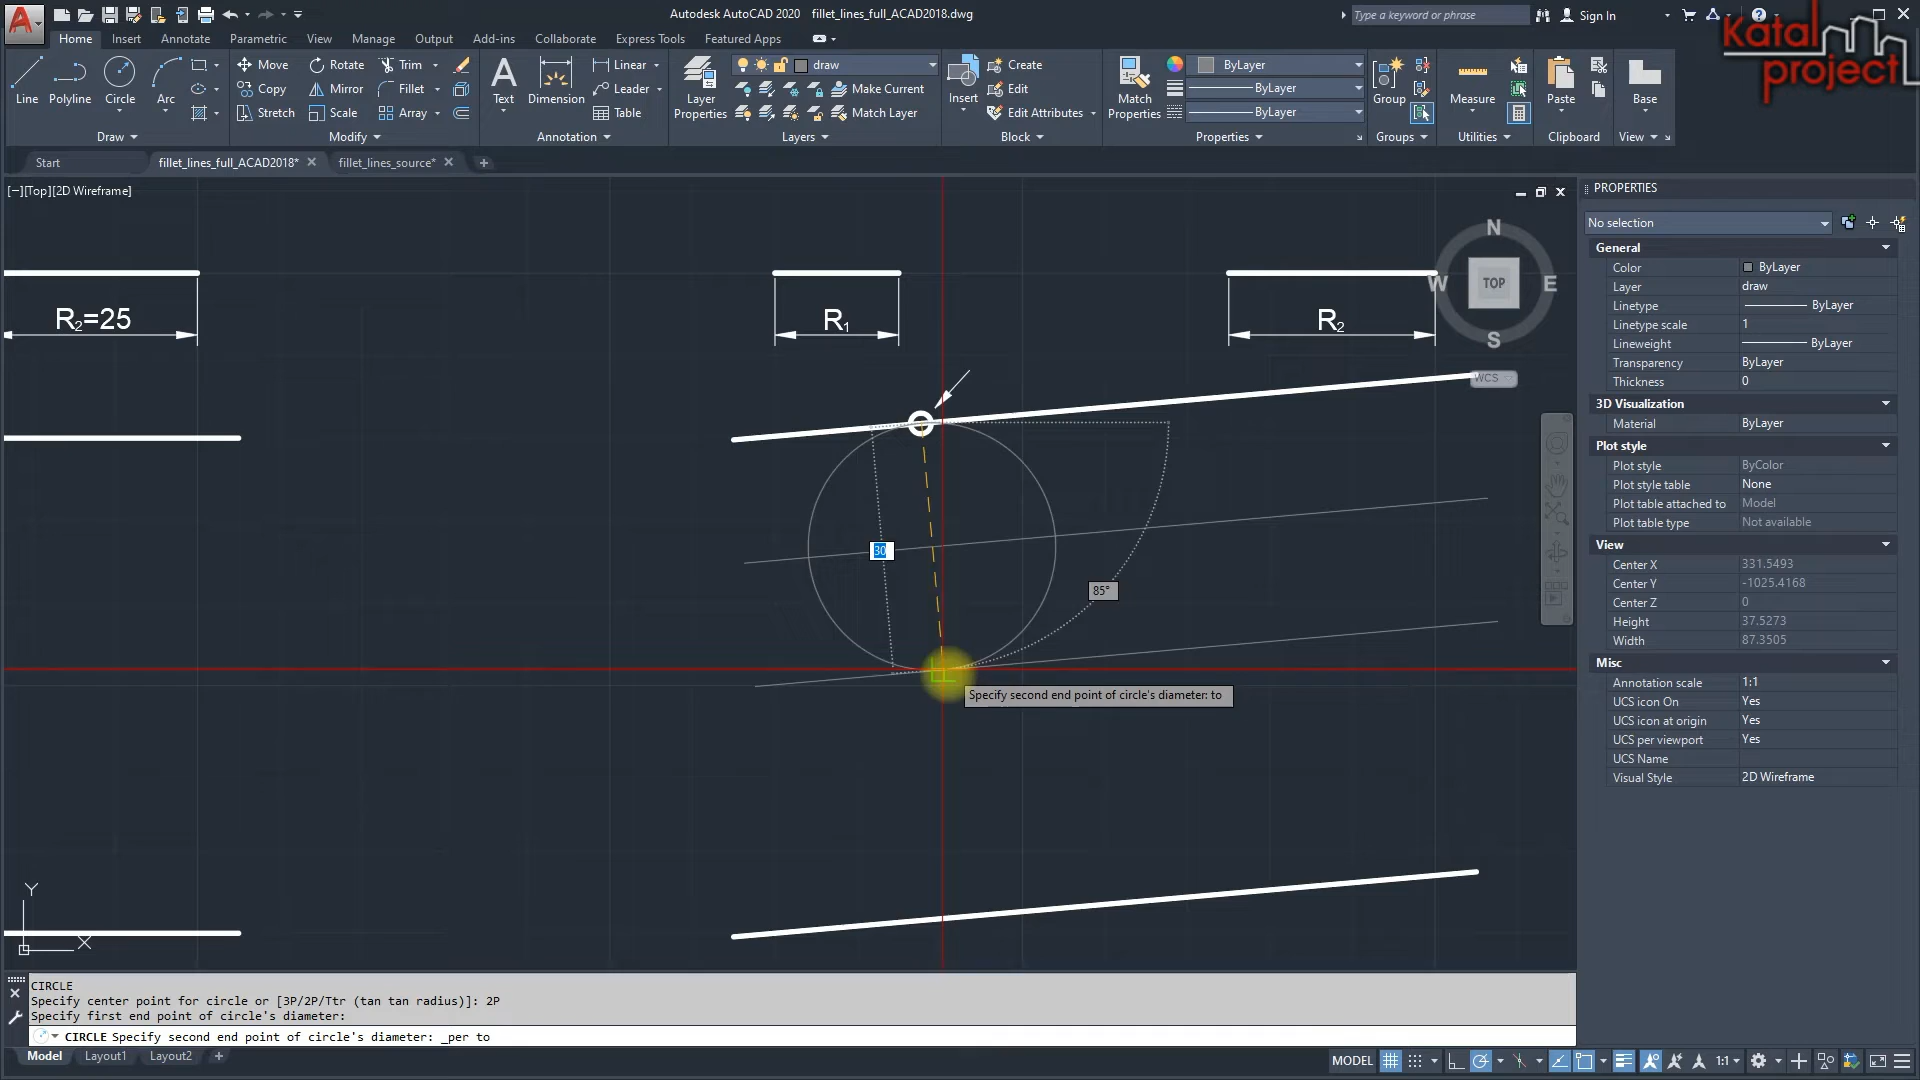 Autodesk AutoCAD 2020 fillet_lines_full_ACAD2018.dwg
Type a keyword or phrase
Sign In
Katal
project
Home Insert Annotate Parametric View Manage Output Add-ins Collaborate Express Tools Featured Apps
Line
Polyline
Circle
Arc
Draw
Move
Rotate
Trim
Copy
Mirror
Fillet
Stretch
Scale
Array
Modify
Text
Dimension
Linear
Leader
Table
Annotation
Layer
Properties
draw
Make Current
Match Layer
Layers
Insert
Create
Edit
Edit Attributes
Block
Match
Properties
ByLayer
ByLayer
ByLayer
Properties
Group
Groups
Measure
Utilities
Paste
Clipboard
Base
View
Start
fillet_lines_full_ACAD2018*
fillet_lines_source*
[−][Top][2D Wireframe]
R2=25
R1
R2
N
W
TOP
E
S
WCS
30
85°
Specify second end point of circle's diameter: to
Y
X
PROPERTIES
No selection
General
Color ByLayer
Layer draw
Linetype ByLayer
Linetype scale 1
Lineweight ByLayer
Transparency ByLayer
Thickness 0
3D Visualization
Material ByLayer
Plot style
Plot style ByColor
Plot style table None
Plot table attached to Model
Plot table type Not available
View
Center X 331.5493
Center Y -1025.4168
Center Z 0
Height 37.5273
Width 87.3505
Misc
Annotation scale 1:1
UCS icon On Yes
UCS icon at origin Yes
UCS per viewport Yes
UCS Name
Visual Style 2D Wireframe
CIRCLE
Specify center point for circle or [3P/2P/Ttr (tan tan radius)]: 2P
Specify first end point of circle's diameter:
CIRCLE Specify second end point of circle's diameter: _per to
Model Layout1 Layout2
MODEL
1:1